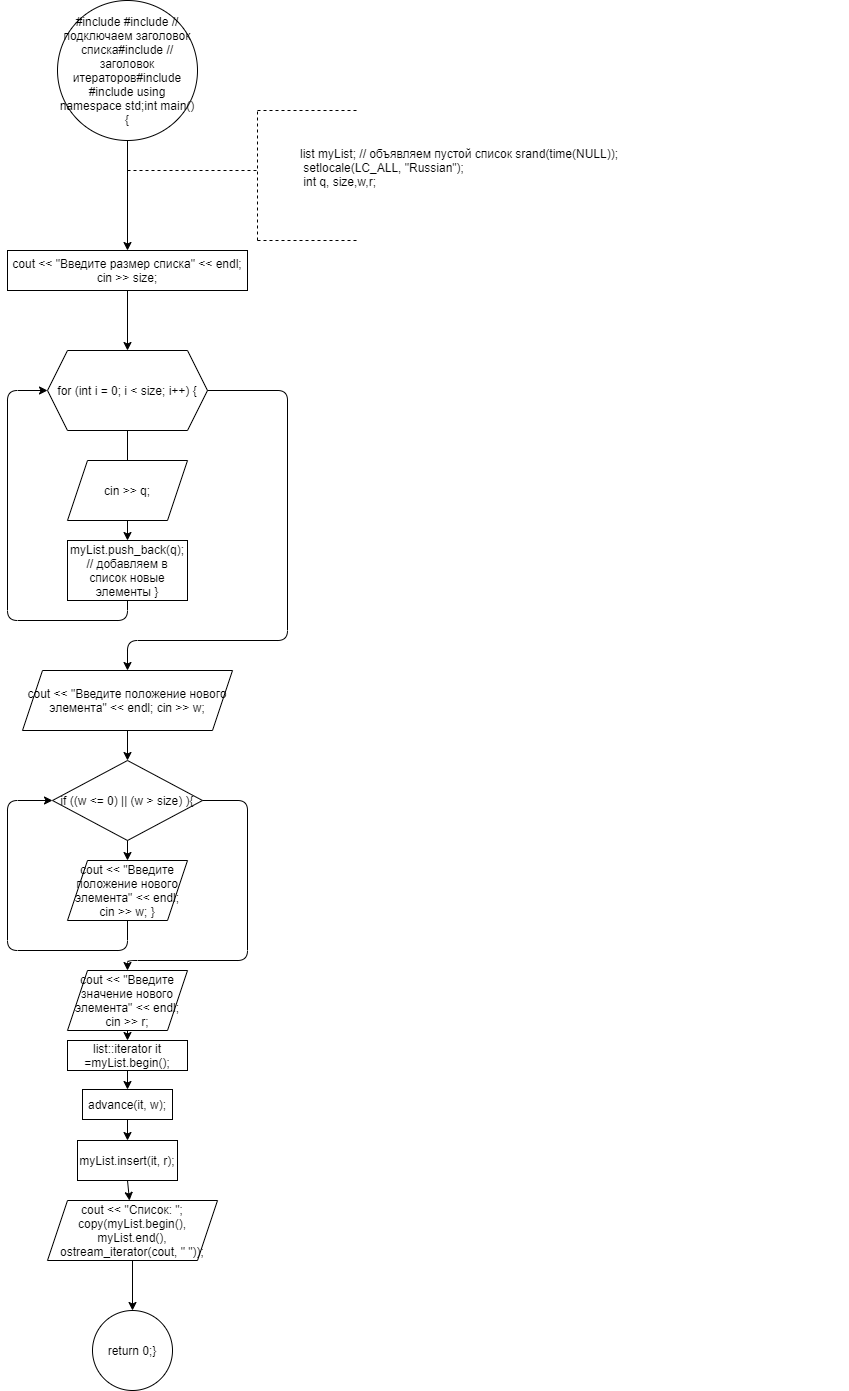 #include #include //
подключаем заголовок
списка#include //
заголовок
итераторов#include
#include using
namespace std;int main()
{
list myList; // объявляем пустой список srand(time(NULL));
setlocale(LC_ALL, "Russian");
int q, size,w,r;
cout << "Введите размер списка" << endl;
cin >> size;
for (int i = 0; i < size; i++) {
cin >> q;
myList.push_back(q);
// добавляем в
список новые
элементы }
cout << "Введите положение нового
элемента" << endl; cin >> w;
if ((w <= 0) || (w > size) ){
cout << "Введите
положение нового
элемента" << endl;
cin >> w; }
cout << "Введите
значение нового
элемента" << endl;
cin >> r;
list::iterator it
=myList.begin();
advance(it, w);
myList.insert(it, r);
cout << "Список: ";
copy(myList.begin(),
myList.end(),
ostream_iterator(cout, " "));
return 0;}